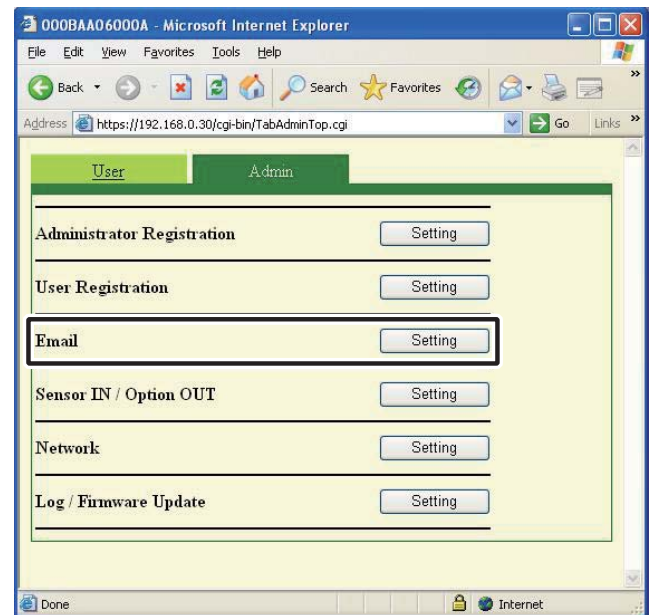 000BAA06000A - Microsoft Internet Explorer
File Edit View Favorites Tools Help
Back Search Favorites »
Address https://192.168.0.30/cgi-bin/TabAdminTop.cgi Go Links »
User Admin
Administrator Registration Setting
User Registration Setting
Email Setting
Sensor IN / Option OUT Setting
Network Setting
Log / Firmware Update Setting
Done Internet